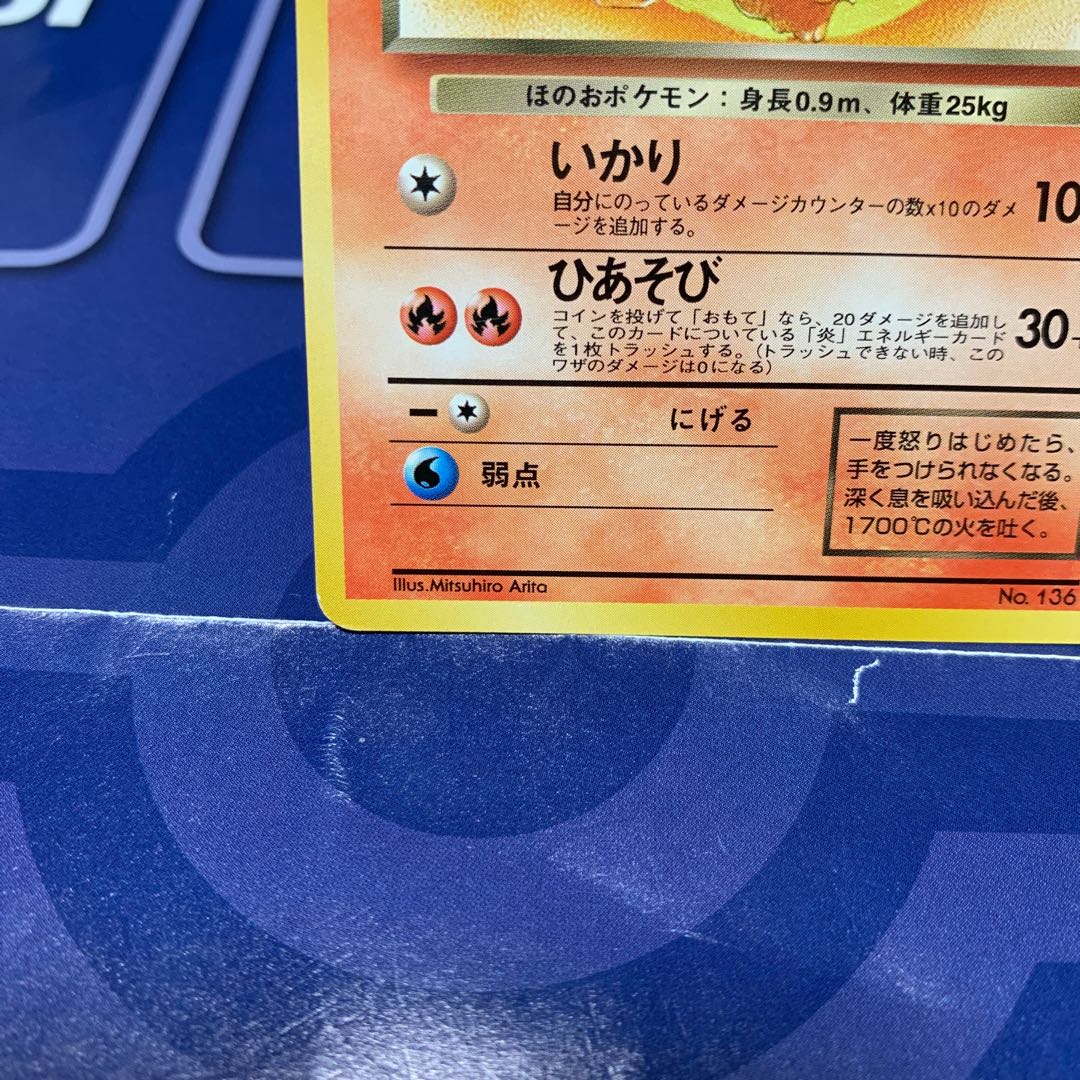 ほのおポケモン：身長0.9m、体重25kg
いかり
自分にのっているダメージカウンターの数x10のダメ
ージを追加する。
10
ひあそび
コインを投げて「おもて」なら、20ダメージを追加し
て、このカードについている「炎」エネルギーカード
を1枚トラッシュする。（トラッシュできない時、この
ワザのダメージは0になる）
30+
にげる
弱点
一度怒りはじめたら、
手をつけられなくなる。
深く息を吸い込んだ後、
1700℃の火を吐く。
Illus.Mitsuhiro Arita
No. 136